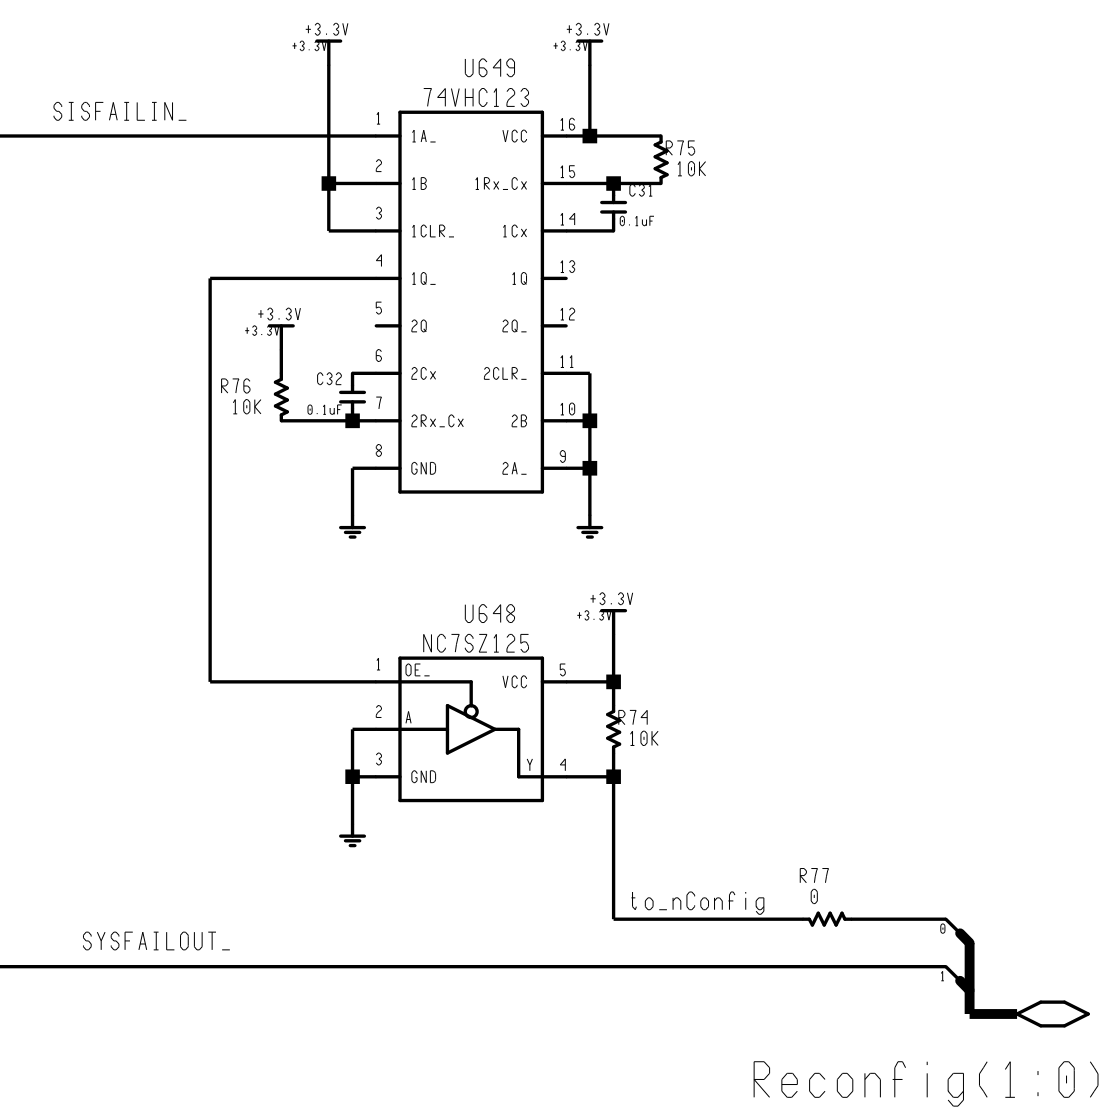 +3.3V
+3.3V
+3.3V
+3.3V
U649
74VHC123
SISFAILIN_
1
1A_
VCC
16
R75
10K
2
1B
1Rx_Cx
15
C31
0.1uF
3
1CLR_
1Cx
14
4
1Q_
1Q
13
+3.3V
+3.3V
5
2Q
2Q_
12
R76
10K
C32
0.1uF
6
2Cx
2CLR_
11
7
2Rx_Cx
2B
10
8
GND
2A_
9
U648
NC7SZ125
+3.3V
+3.3V
1
OE_
VCC
5
2
A
R74
10K
3
GND
Y
4
to_nConfig
R77
0
0
SYSFAILOUT_
1
Reconfig(1:0)